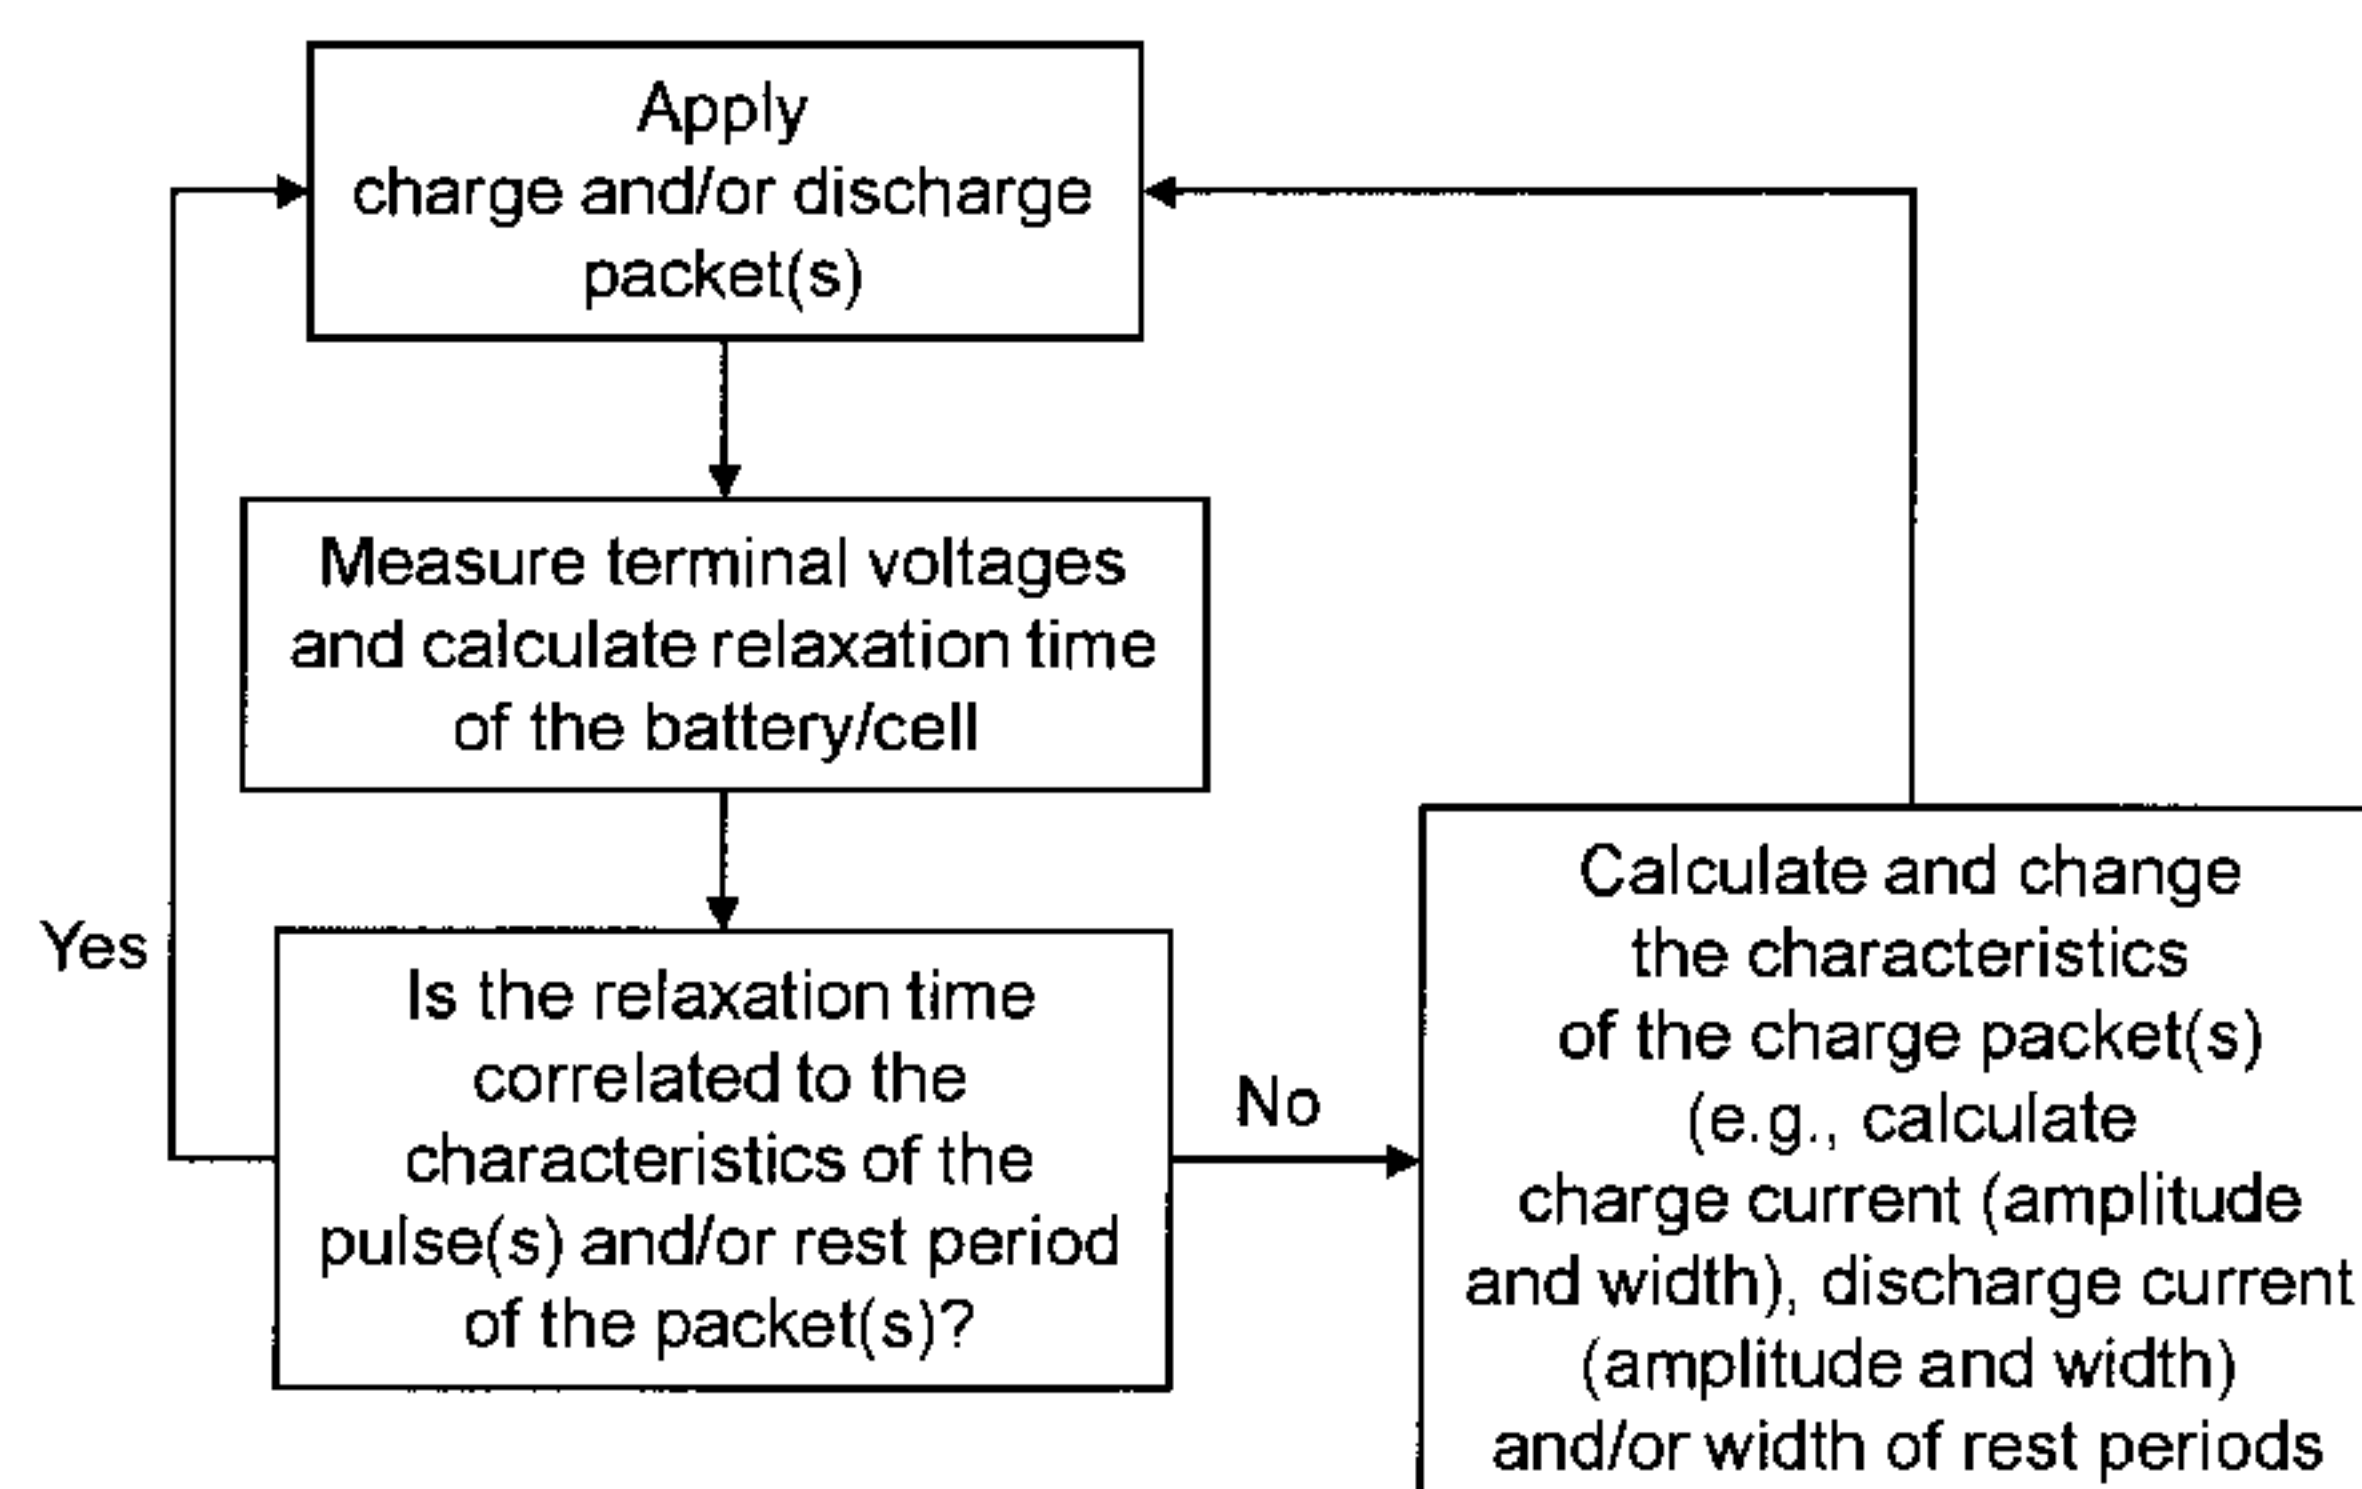 Apply
charge and/or discharge
packet(s)
Measure terminal voltages
and calculate relaxation time
of the battery/cell
Yes
Is the relaxation time
correlated to the
characteristics of the
pulse(s) and/or rest period
of the packet(s)?
No
Calculate and change
the characteristics
of the charge packet(s)
(e.g., calculate
charge current (amplitude
and width), discharge current
(amplitude and width)
and/or width of rest periods